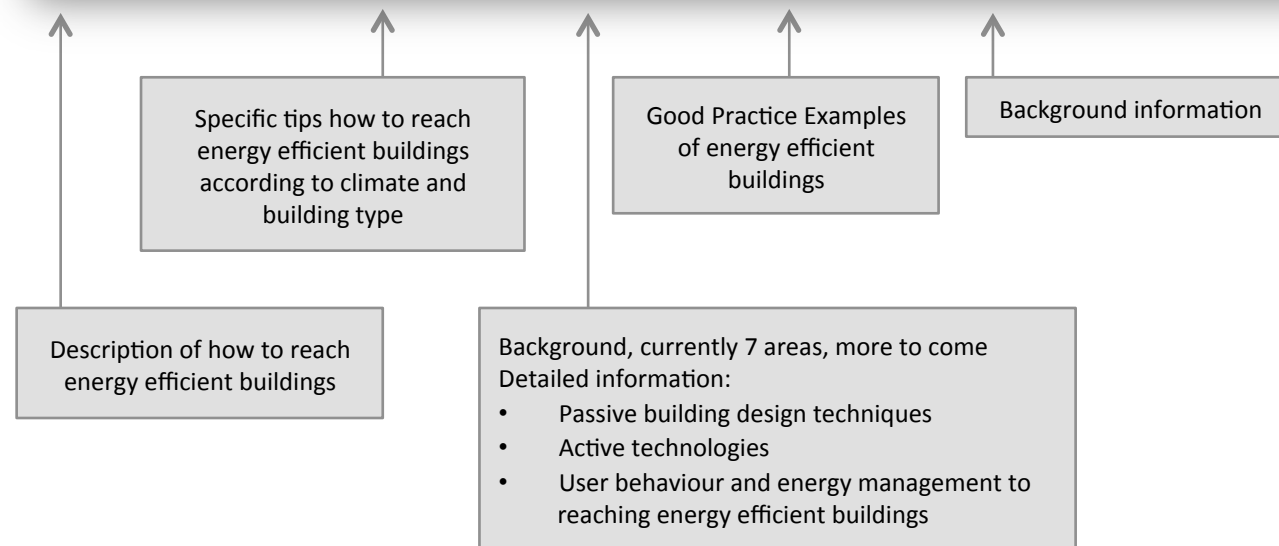 Specific tips how to reach
energy efficient buildings
according to climate and
building type
Good Practice Examples
of energy efficient
buildings
Background information
Description of how to reach
energy efficient buildings
Background, currently 7 areas, more to come
Detailed information:
• Passive building design techniques
• Active technologies
• User behaviour and energy management to
reaching energy efficient buildings